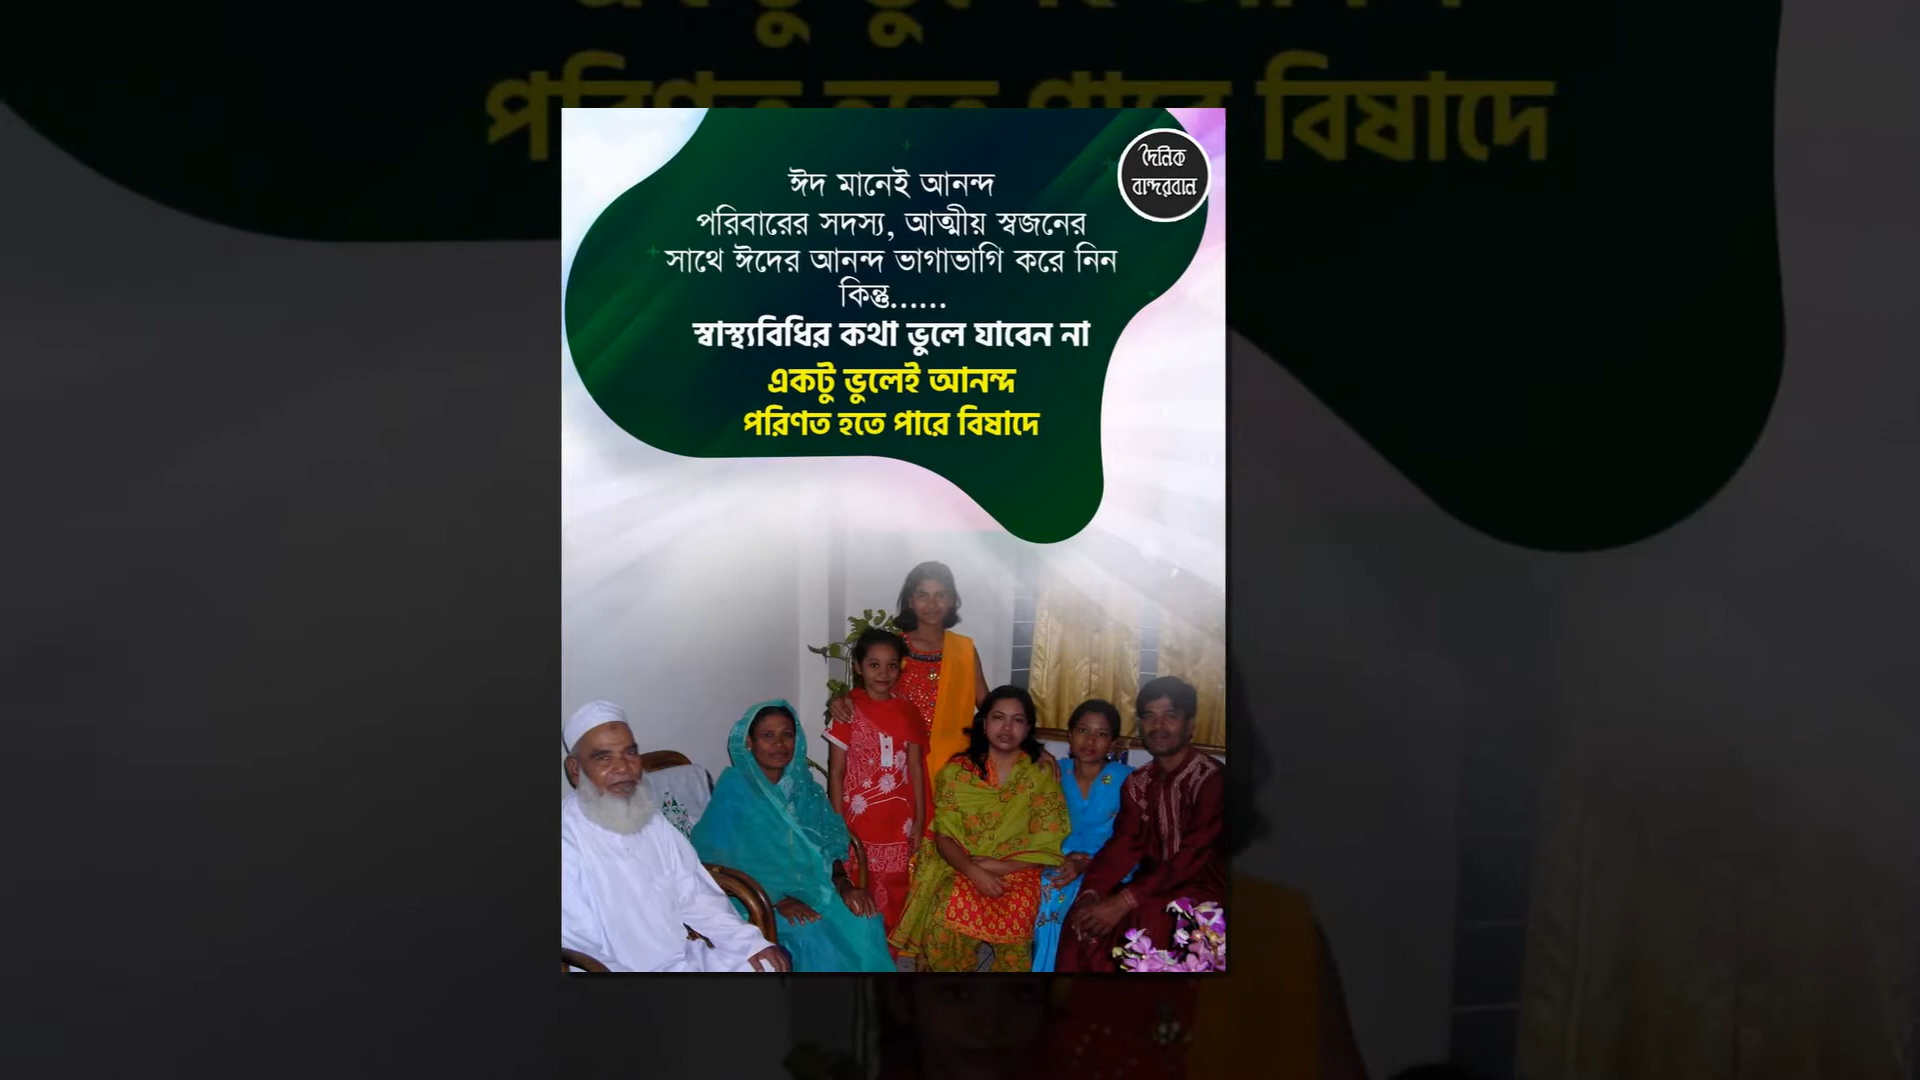 দৈনিক
বান্দরবান
ঈদ মানেই আনন্দ
পরিবারের সদস্য, আত্মীয় স্বজনের
সাথে ঈদের আনন্দ ভাগাভাগি করে নিন
কিন্তু......
স্বাস্থ্যবিধির কথা ভুলে যাবেন না
একটু ভুলেই আনন্দ
পরিণত হতে পারে বিষাদে